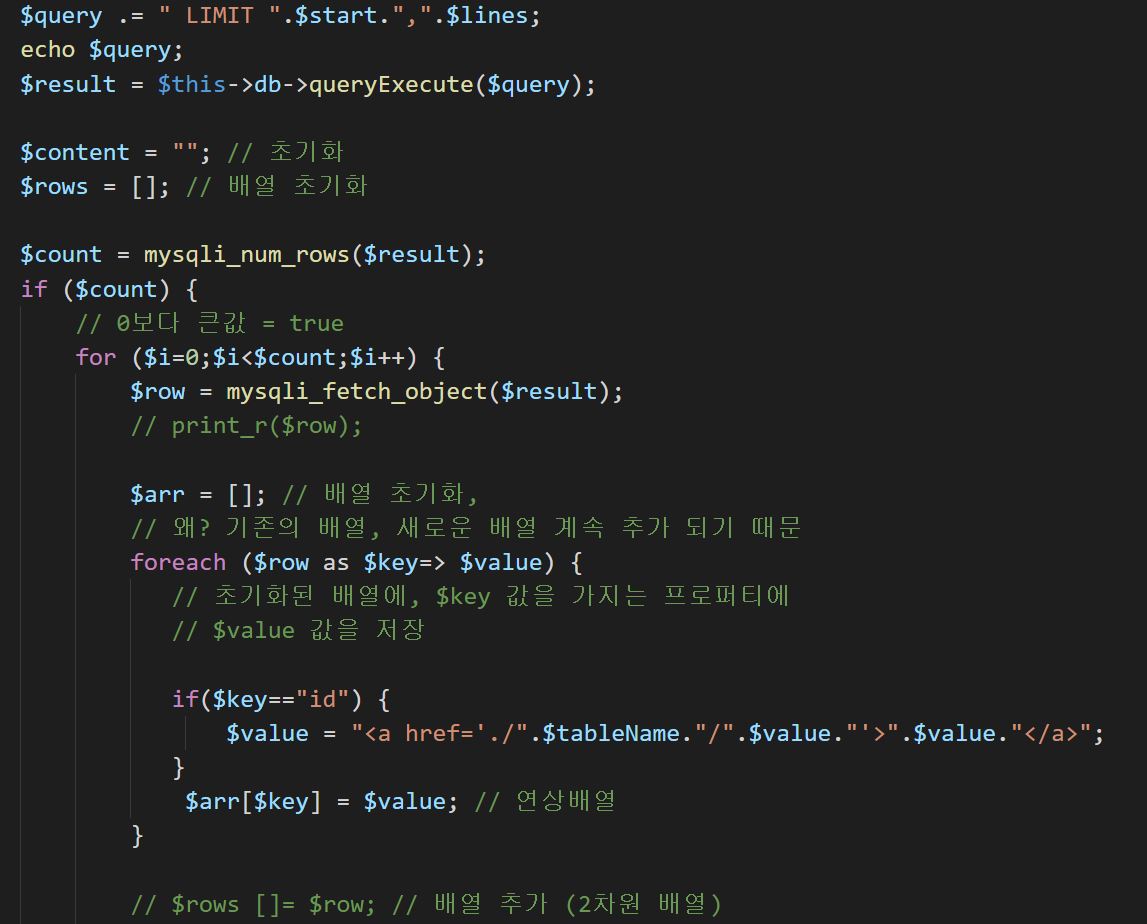 $query .= " LIMIT ".$start.",".$lines;
echo $query;
$result = $this->db->queryExecute($query);
$content = ""; // 초기화
$rows = []; // 배열 초기화
$count = mysqli_num_rows($result);
if ($count) {
// 0보다 큰값 = true
for ($i=0;$i<$count;$i++) {
$row = mysqli_fetch_object($result);
// print_r($row);
$arr = []; // 배열 초기화,
// 왜? 기존의 배열, 새로운 배열 계속 추가 되기 때문
foreach ($row as $key=> $value) {
// 초기화된 배열에, $key 값을 가지는 프로퍼티에
// $value 값을 저장
if($key=="id") {
$value = "<a href='./".$tableName."/".$value."'>".$value."</a>";
}
$arr[$key] = $value; // 연상배열
}
// $rows []= $row; // 배열 추가 (2차원 배열)